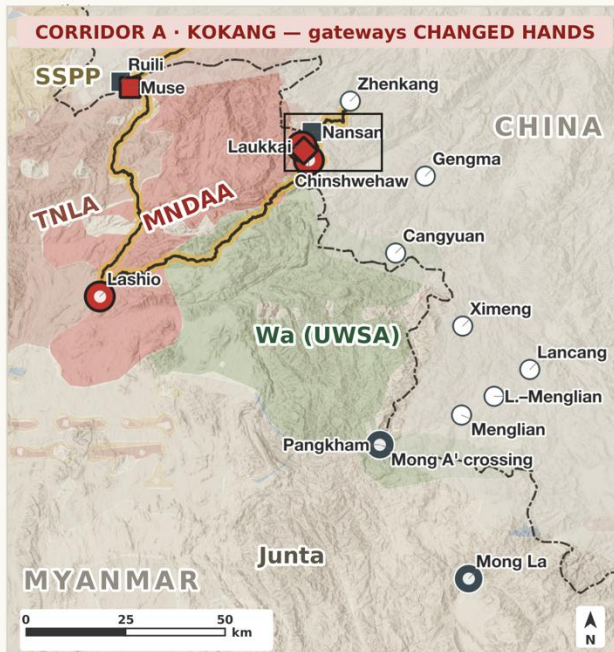 CORRIDOR A · KOKANG — gateways CHANGED HANDS
Ruili
SSPP
Muse
Zhenkang
Nansan
CHINA
Laukkai
Gengma
Chinshwehaw
TNLA
MNDAA
Cangyuan
Lashio
Ximeng
Wa (UWSA)
Lancang
L.–Menglian
Menglian
Pangkham
Mong A' crossing
Junta
Mong La
MYANMAR
0 25 50
km
N